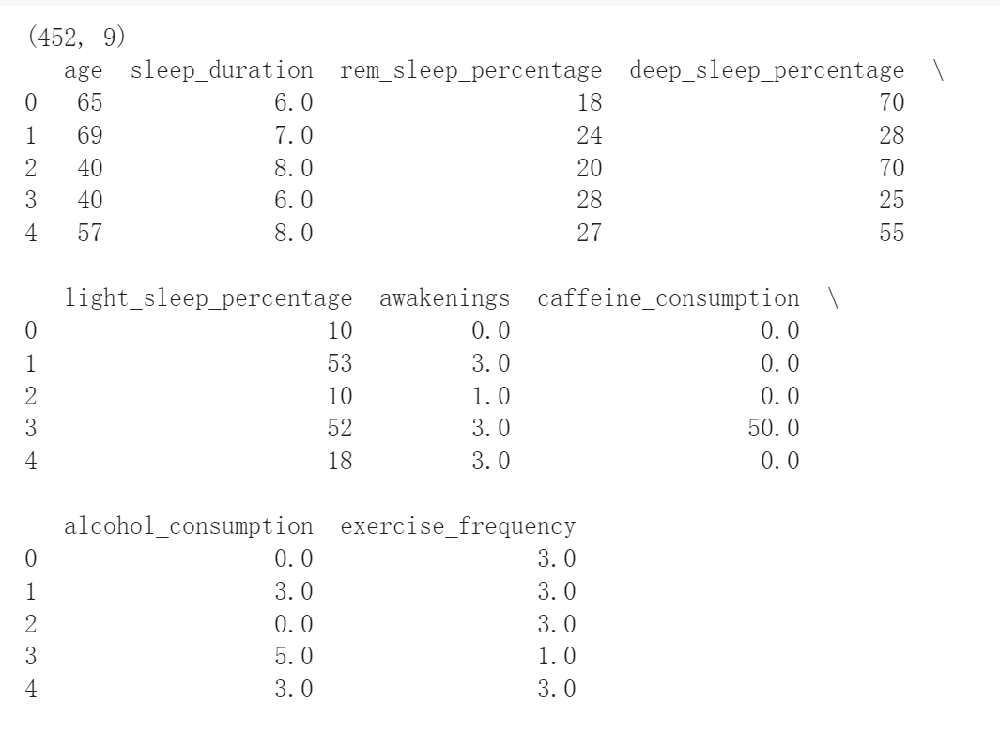 (452, 9)
age sleep_duration rem_sleep_percentage deep_sleep_percentage \
0 65 6.0 18 70
1 69 7.0 24 28
2 40 8.0 20 70
3 40 6.0 28 25
4 57 8.0 27 55
light_sleep_percentage awakenings caffeine_consumption \
0 10 0.0 0.0
1 53 3.0 0.0
2 10 1.0 0.0
3 52 3.0 50.0
4 18 3.0 0.0
alcohol_consumption exercise_frequency
0 0.0 3.0
1 3.0 3.0
2 0.0 3.0
3 5.0 1.0
4 3.0 3.0